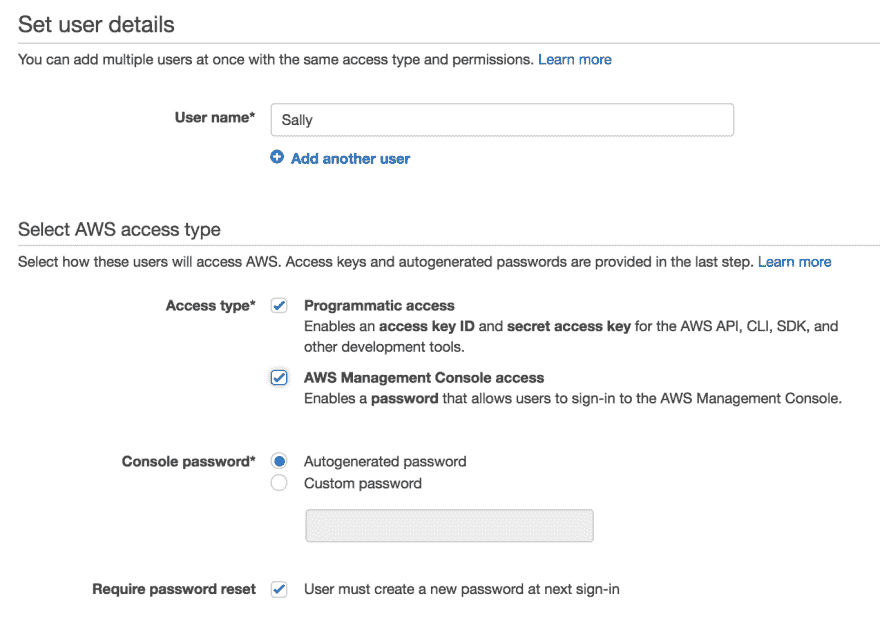 Set user details
You can add multiple users at once with the same access type and permissions. Learn more
User name* Sally
Add another user
Select AWS access type
Select how these users will access AWS. Access keys and autogenerated passwords are provided in the last step. Learn more
Access type* Programmatic access
Enables an access key ID and secret access key for the AWS API, CLI, SDK, and
other development tools.
AWS Management Console access
Enables a password that allows users to sign-in to the AWS Management Console.
Console password* Autogenerated password
Custom password
Require password reset User must create a new password at next sign-in